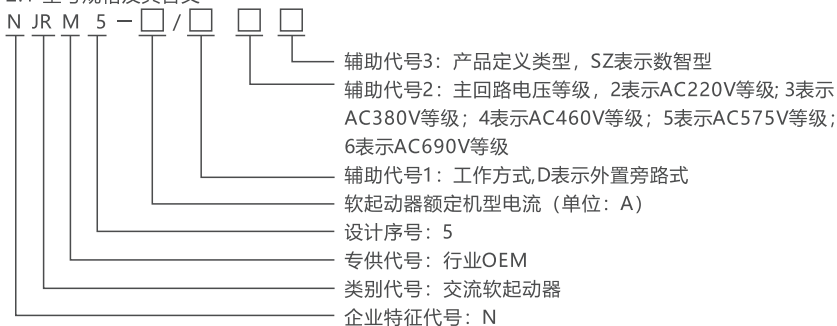 N JR M 5 - □ / □ □ □
辅助代号3：产品定义类型，SZ表示数智型
辅助代号2：主回路电压等级，2表示AC220V等级; 3表示
AC380V等级；4表示AC460V等级；5表示AC575V等级；
6表示AC690V等级
辅助代号1：工作方式,D表示外置旁路式
软起动器额定机型电流（单位：A）
设计序号：5
专供代号：行业OEM
类别代号：交流软起动器
企业特征代号：N